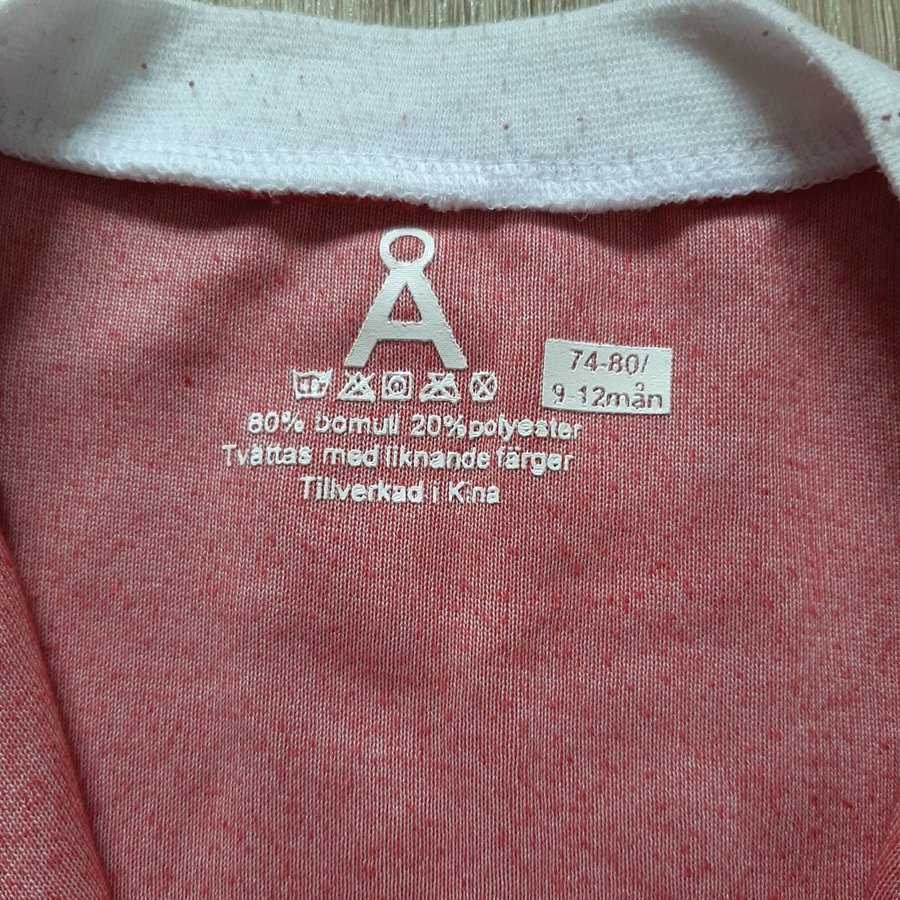 Å
74-80/
9-12mån
80% bomull 20%polyester
Tvättas med liknande färger
Tillverkad i Kina